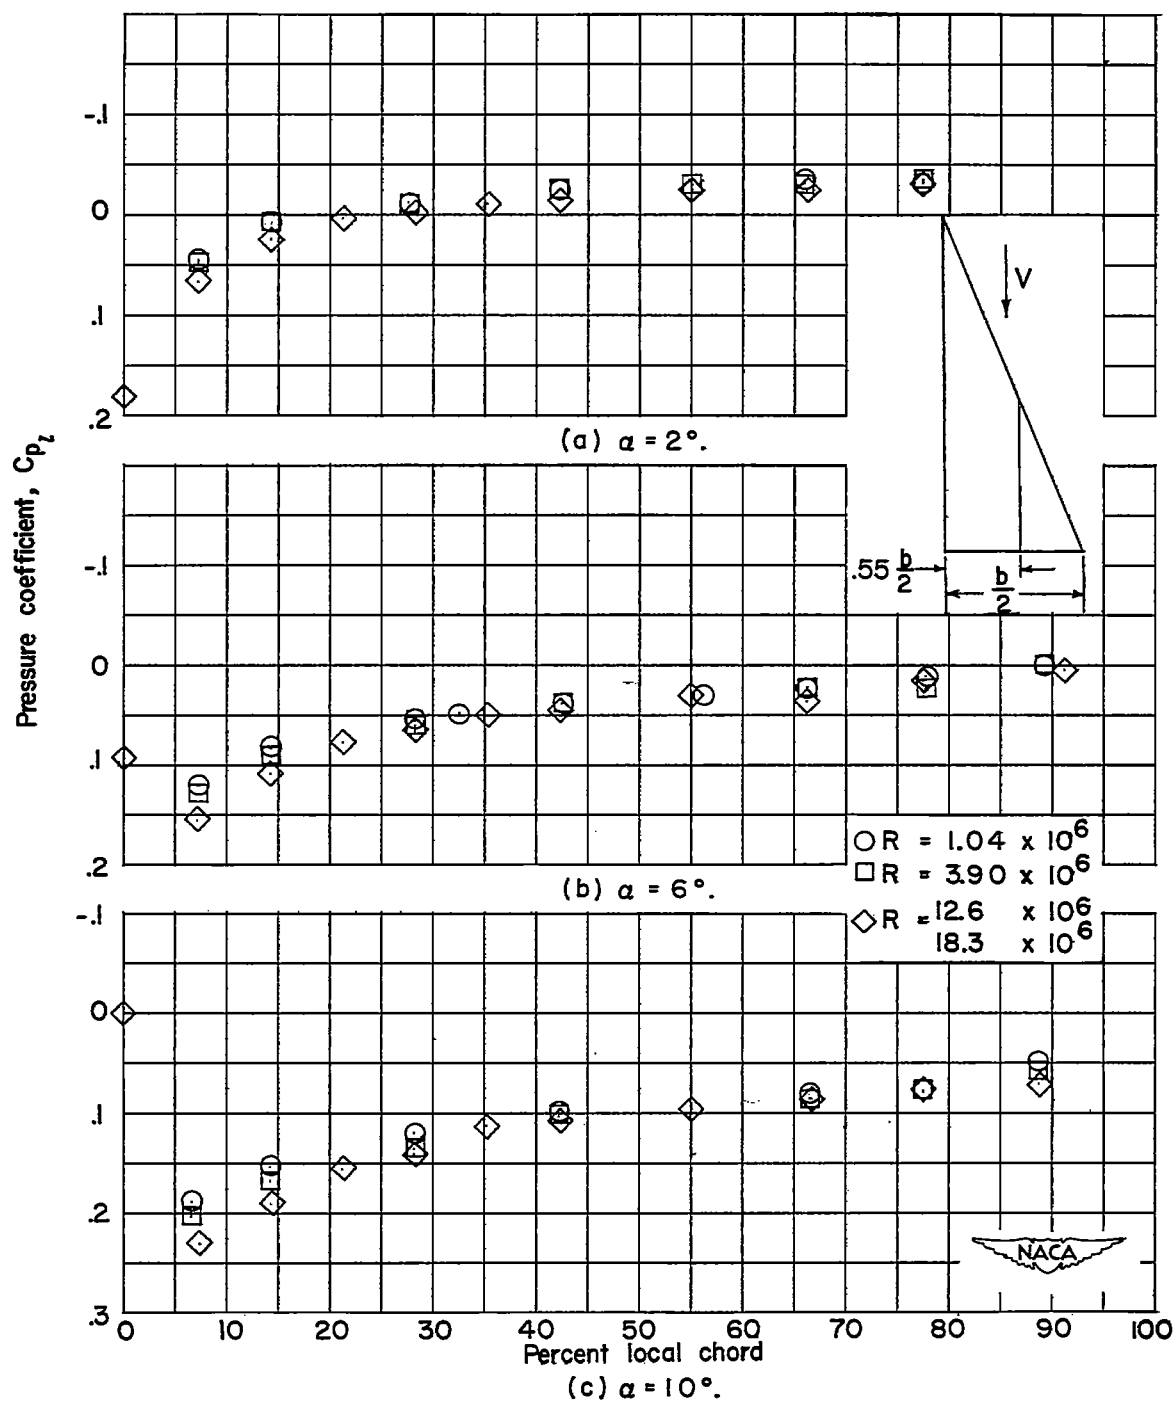 -.1
0
.1
.2
(a) α = 2°.
V
.55 b/2
b/2
Pressure coefficient, Cpl
-.1
0
.1
.2
(b) α = 6°.
R = 1.04 x 10^6
R = 3.90 x 10^6
R = 12.6 x 10^6
18.3 x 10^6
-.1
0
.1
.2
.3
NACA
0 10 20 30 40 50 60 70 80 90 100
Percent local chord
(c) α = 10°.